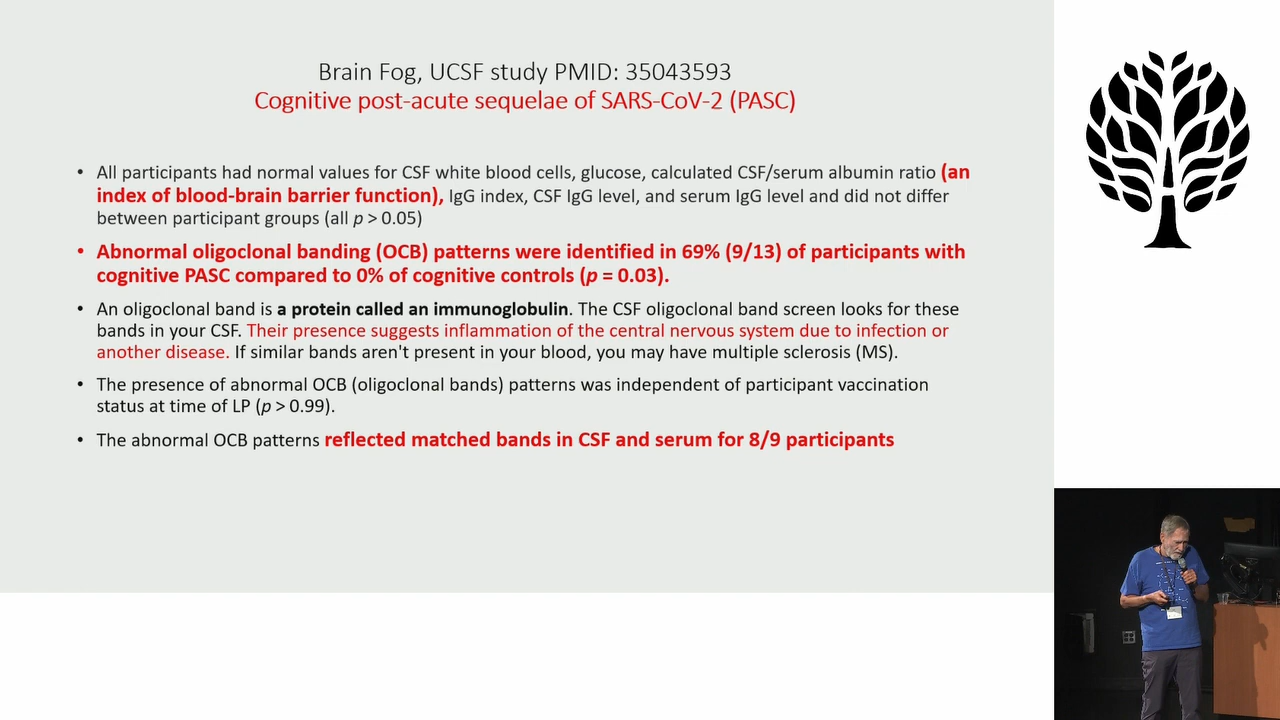 Brain Fog, UCSF study PMID: 35043593
Cognitive post-acute sequelae of SARS-CoV-2 (PASC)
• All participants had normal values for CSF white blood cells, glucose, calculated CSF/serum albumin ratio (an
index of blood-brain barrier function), IgG index, CSF IgG level, and serum IgG level and did not differ
between participant groups (all p > 0.05)
• Abnormal oligoclonal banding (OCB) patterns were identified in 69% (9/13) of participants with
cognitive PASC compared to 0% of cognitive controls (p = 0.03).
• An oligoclonal band is a protein called an immunoglobulin. The CSF oligoclonal band screen looks for these
bands in your CSF. Their presence suggests inflammation of the central nervous system due to infection or
another disease. If similar bands aren't present in your blood, you may have multiple sclerosis (MS).
• The presence of abnormal OCB (oligoclonal bands) patterns was independent of participant vaccination
status at time of LP (p > 0.99).
• The abnormal OCB patterns reflected matched bands in CSF and serum for 8/9 participants